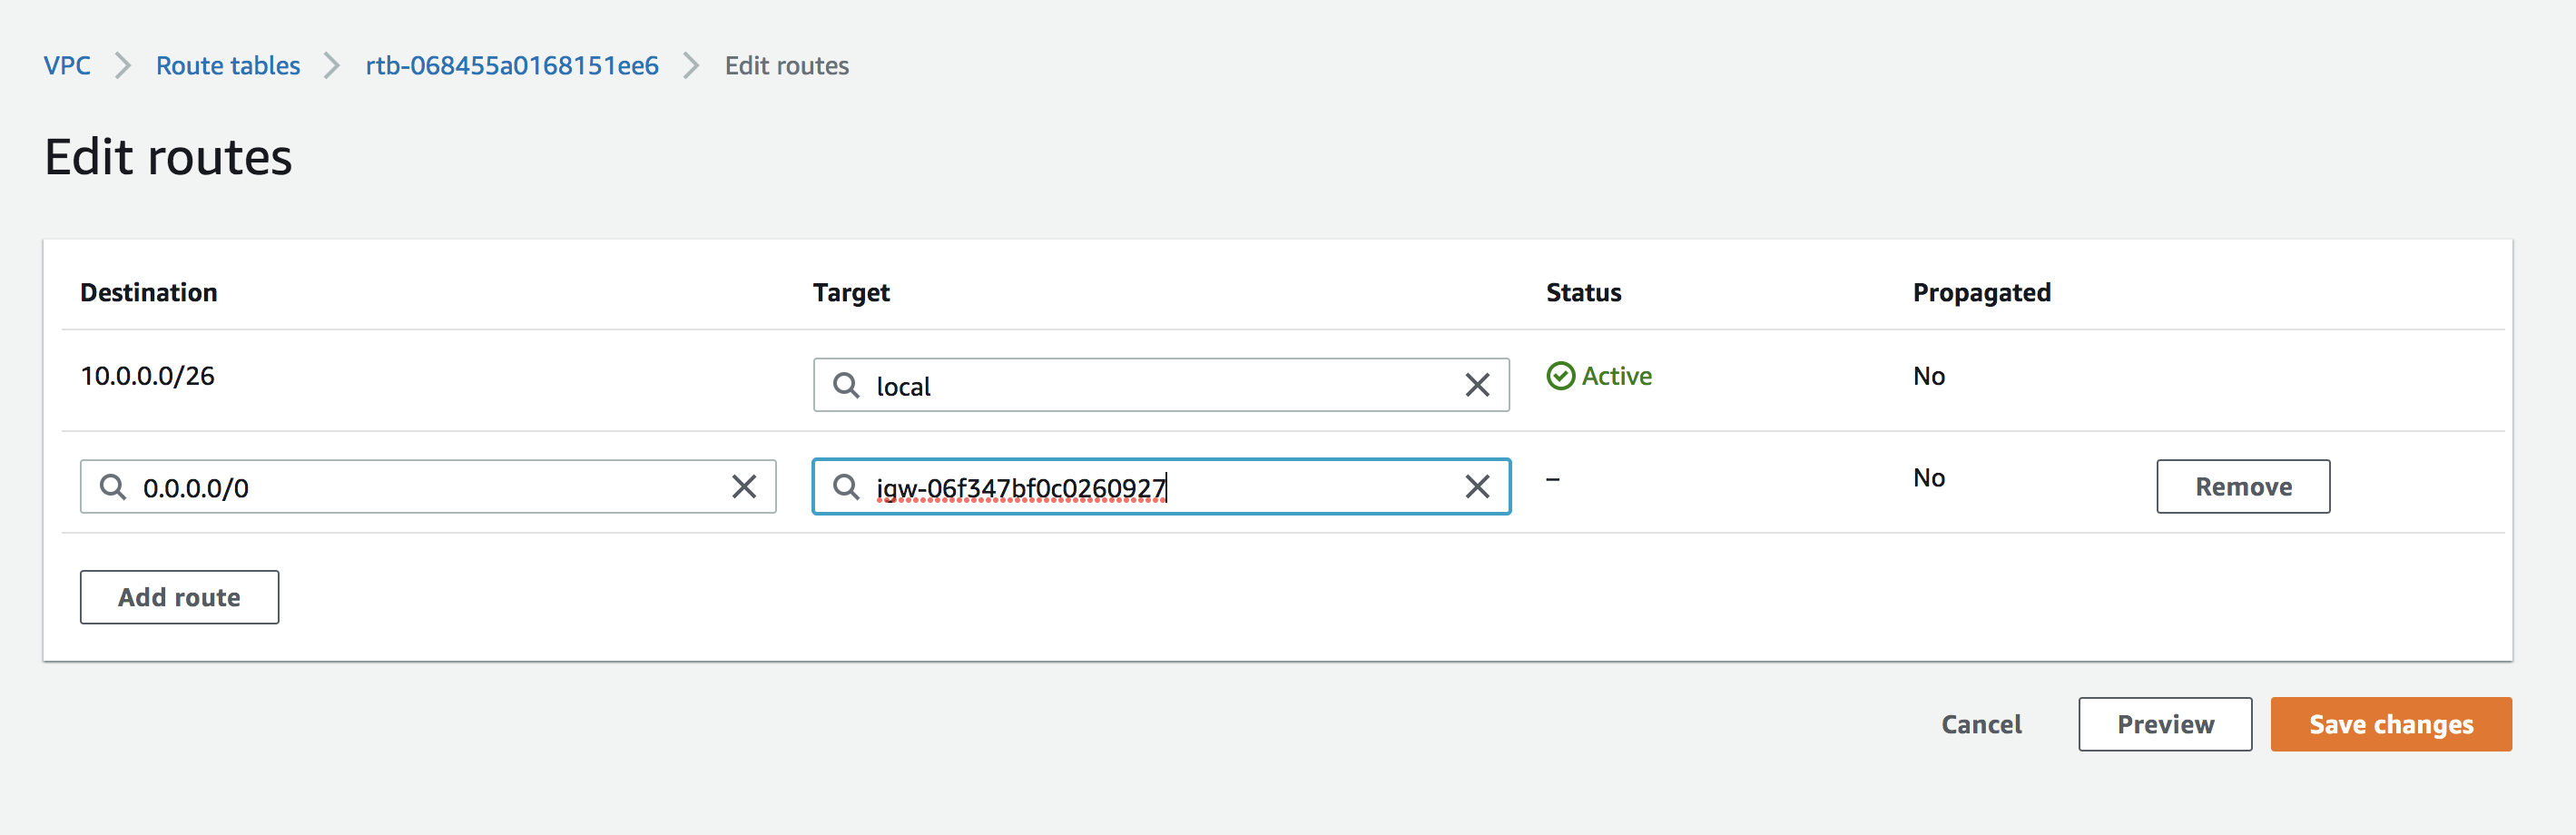 VPC > Route tables > rtb-068455a0168151ee6 > Edit routes
Edit routes
Destination Target Status Propagated
10.0.0.0/26 local Active No
0.0.0.0/0 igw-06f347bf0c0260927 – No Remove
Add route
Cancel Preview Save changes